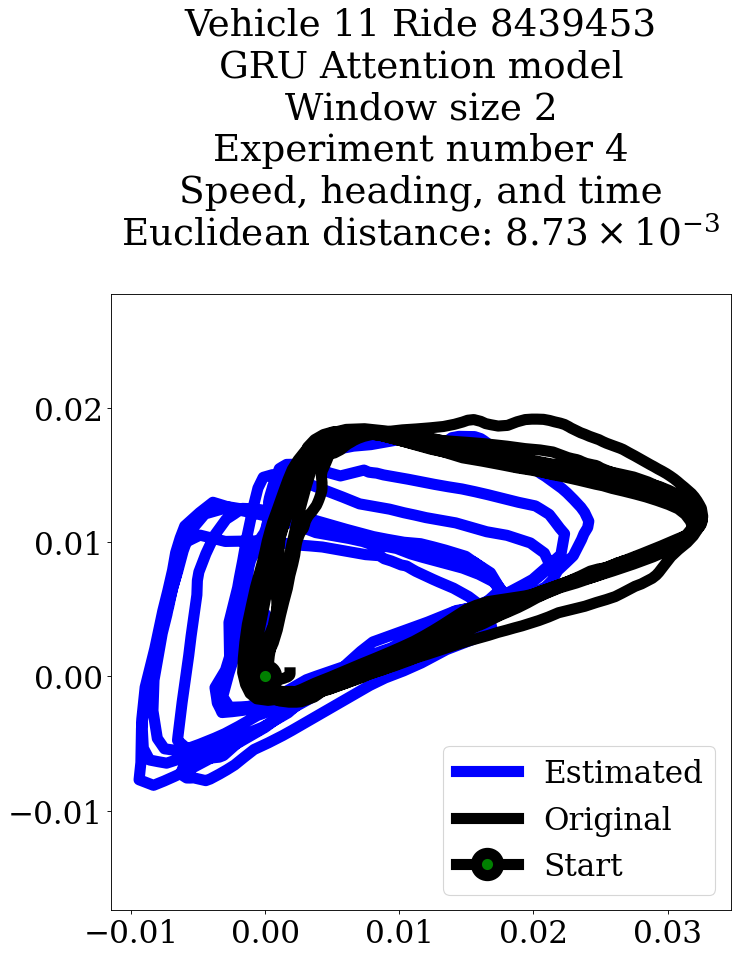 Vehicle 11 Ride 8439453
GRU Attention model
Window size 2
Experiment number 4
Speed, heading, and time
Euclidean distance: 8.73 × 10⁻³
0.02
0.01
0.00
−0.01
Estimated
Original
Start
−0.01 0.00 0.01 0.02 0.03